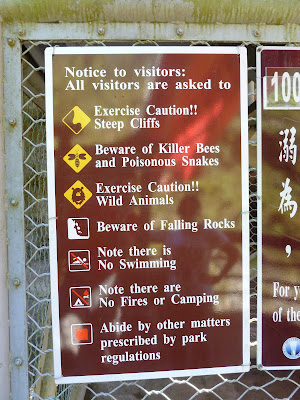 Notice to visitors:
All visitors are asked to
Exercise Caution!!
Steep Cliffs
Beware of Killer Bees
and Poisonous Snakes
Exercise Caution!!
Wild Animals
Beware of Falling Rocks
Note there is
No Swimming
Note there are
No Fires or Camping
Abide by other matters
prescribed by park
regulations
100
溺
為
，
For y
of the